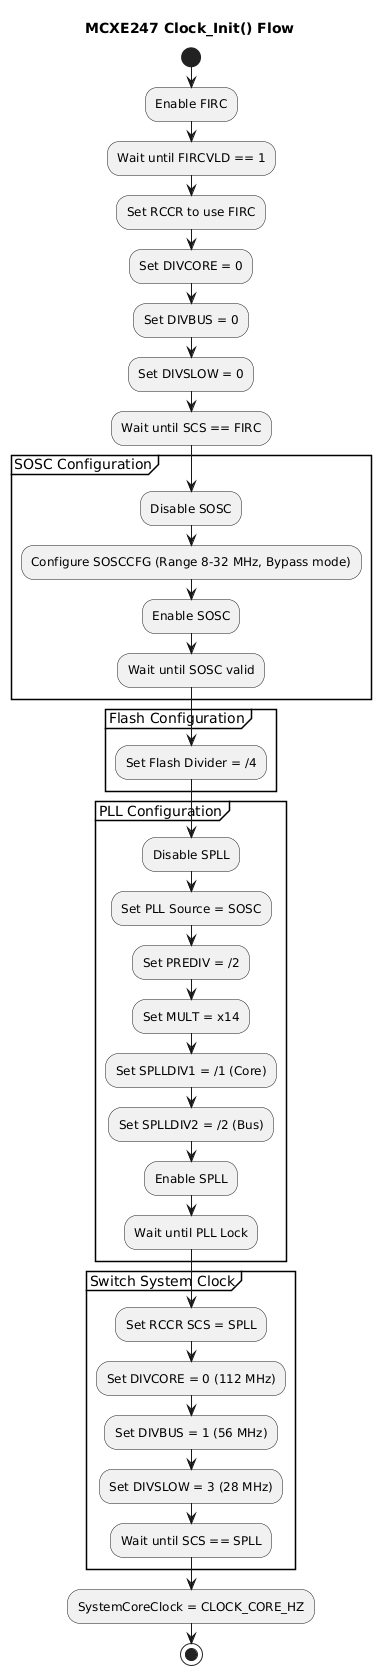 MCXE247 Clock_Init() Flow
Enable FIRC
Wait until FIRCVLD == 1
Set RCCR to use FIRC
Set DIVCORE = 0
Set DIVBUS = 0
Set DIVSLOW = 0
Wait until SCS == FIRC
SOSC Configuration
Disable SOSC
Configure SOSCCFG (Range 8-32 MHz, Bypass mode)
Enable SOSC
Wait until SOSC valid
Flash Configuration
Set Flash Divider = /4
PLL Configuration
Disable SPLL
Set PLL Source = SOSC
Set PREDIV = /2
Set MULT = x14
Set SPLLDIV1 = /1 (Core)
Set SPLLDIV2 = /2 (Bus)
Enable SPLL
Wait until PLL Lock
Switch System Clock
Set RCCR SCS = SPLL
Set DIVCORE = 0 (112 MHz)
Set DIVBUS = 1 (56 MHz)
Set DIVSLOW = 3 (28 MHz)
Wait until SCS == SPLL
SystemCoreClock = CLOCK_CORE_HZ